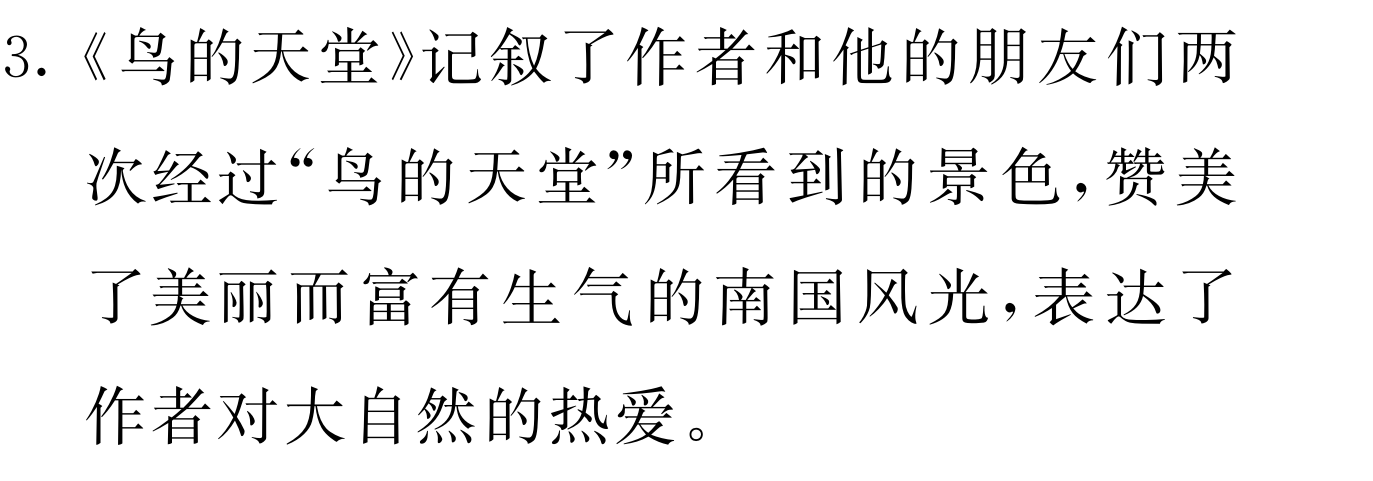 3.《鸟的天堂》记叙了作者和他的朋友们两
次经过“鸟的天堂”所看到的景色,赞美
了美丽而富有生气的南国风光,表达了
作者对大自然的热爱。